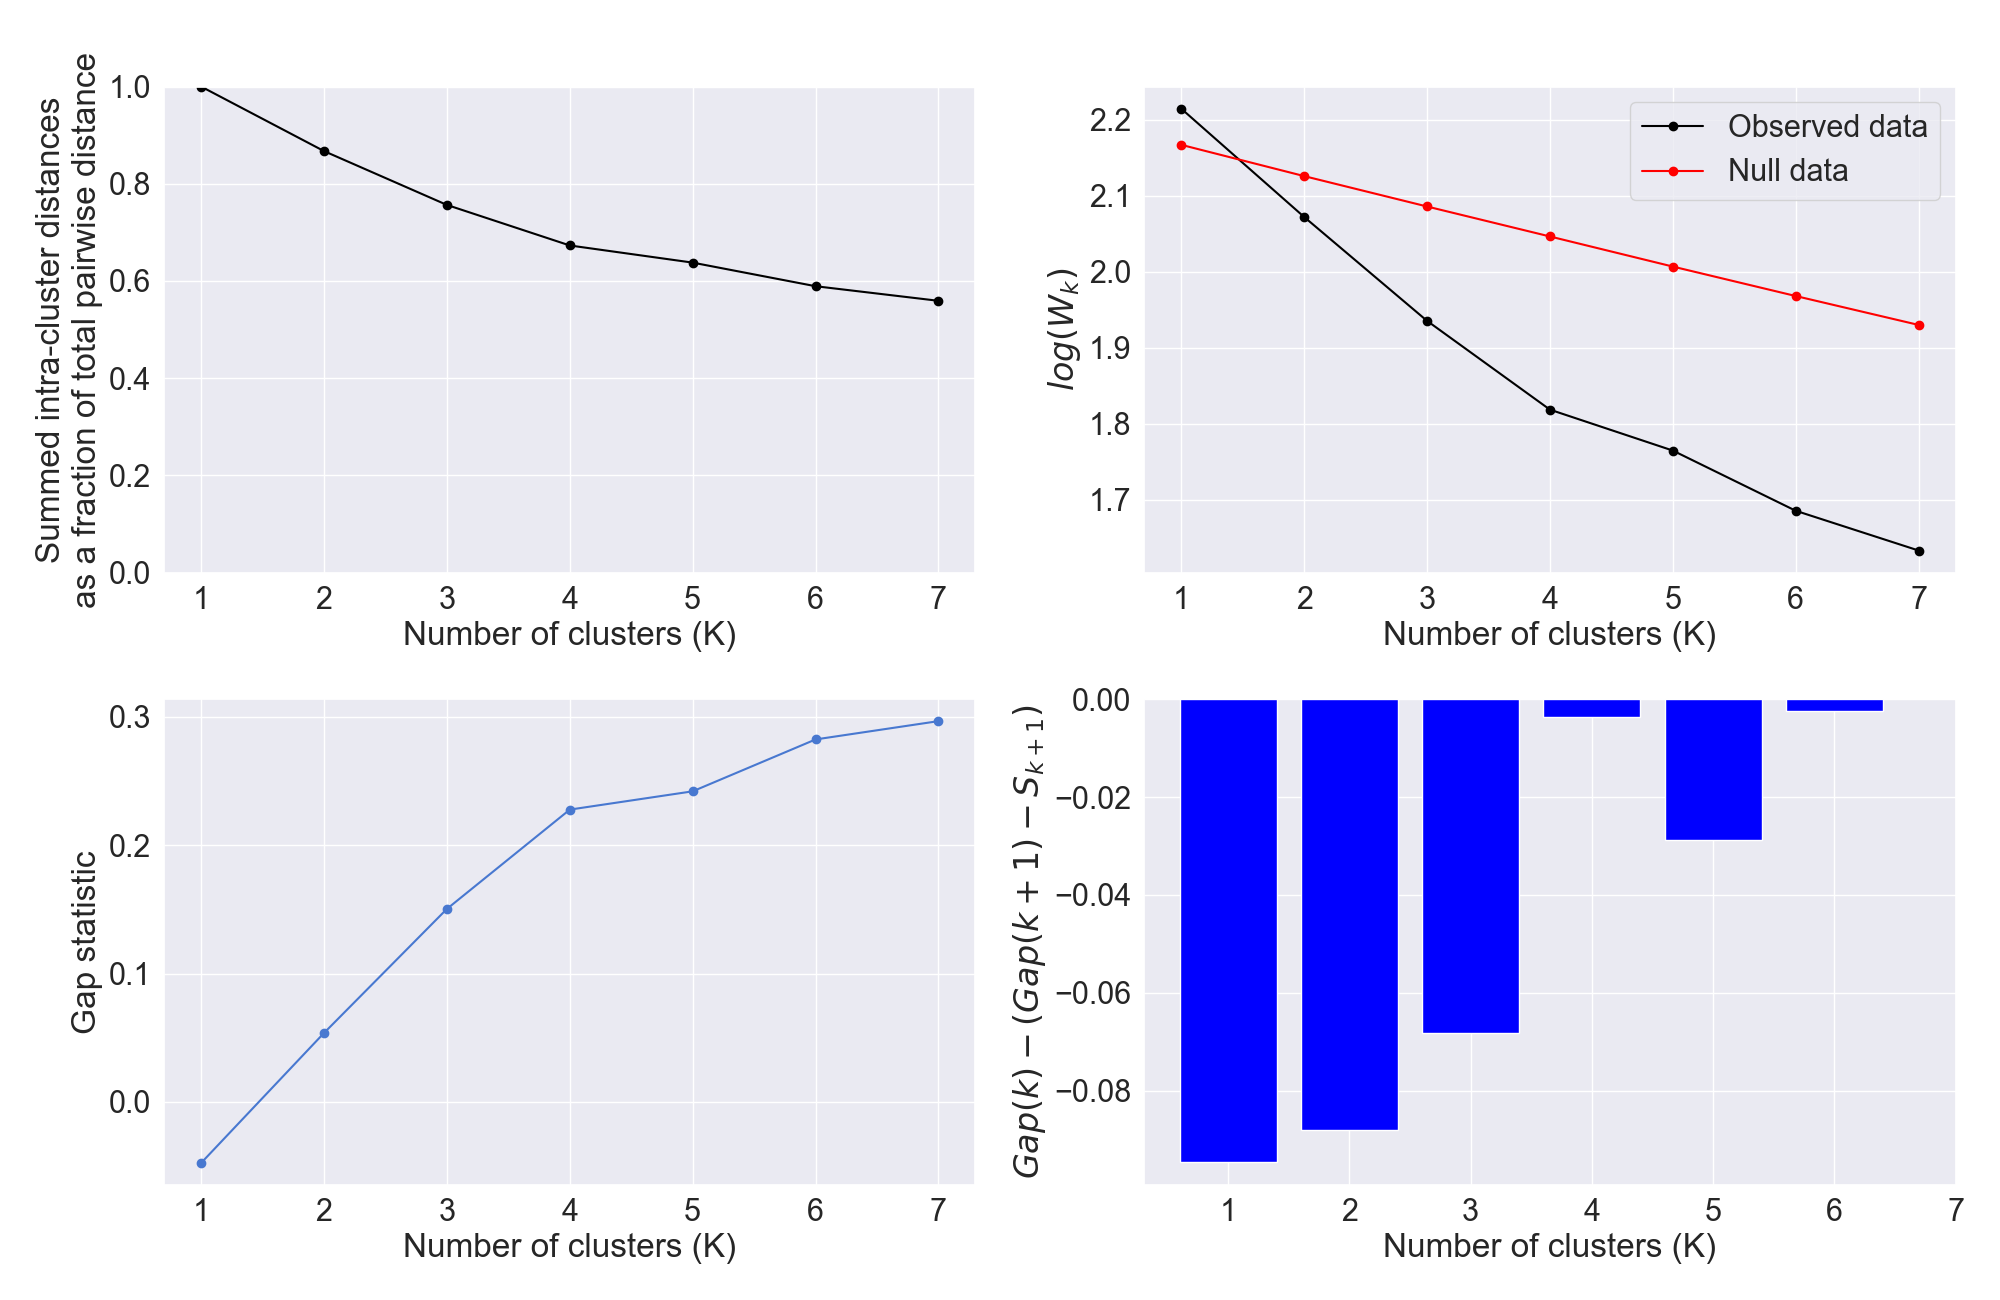 Summed intra-cluster distances
as a fraction of total pairwise distance
1.0
0.8
0.6
0.4
0.2
0.0
1 2 3 4 5 6 7
Number of clusters (K)
log(W_k)
2.2
2.1
2.0
1.9
1.8
1.7
Observed data
Null data
1 2 3 4 5 6 7
Number of clusters (K)
Gap statistic
0.3
0.2
0.1
0.0
1 2 3 4 5 6 7
Number of clusters (K)
Gap(k) − (Gap(k + 1) − S_{k+1})
0.00
−0.02
−0.04
−0.06
−0.08
1 2 3 4 5 6 7
Number of clusters (K)